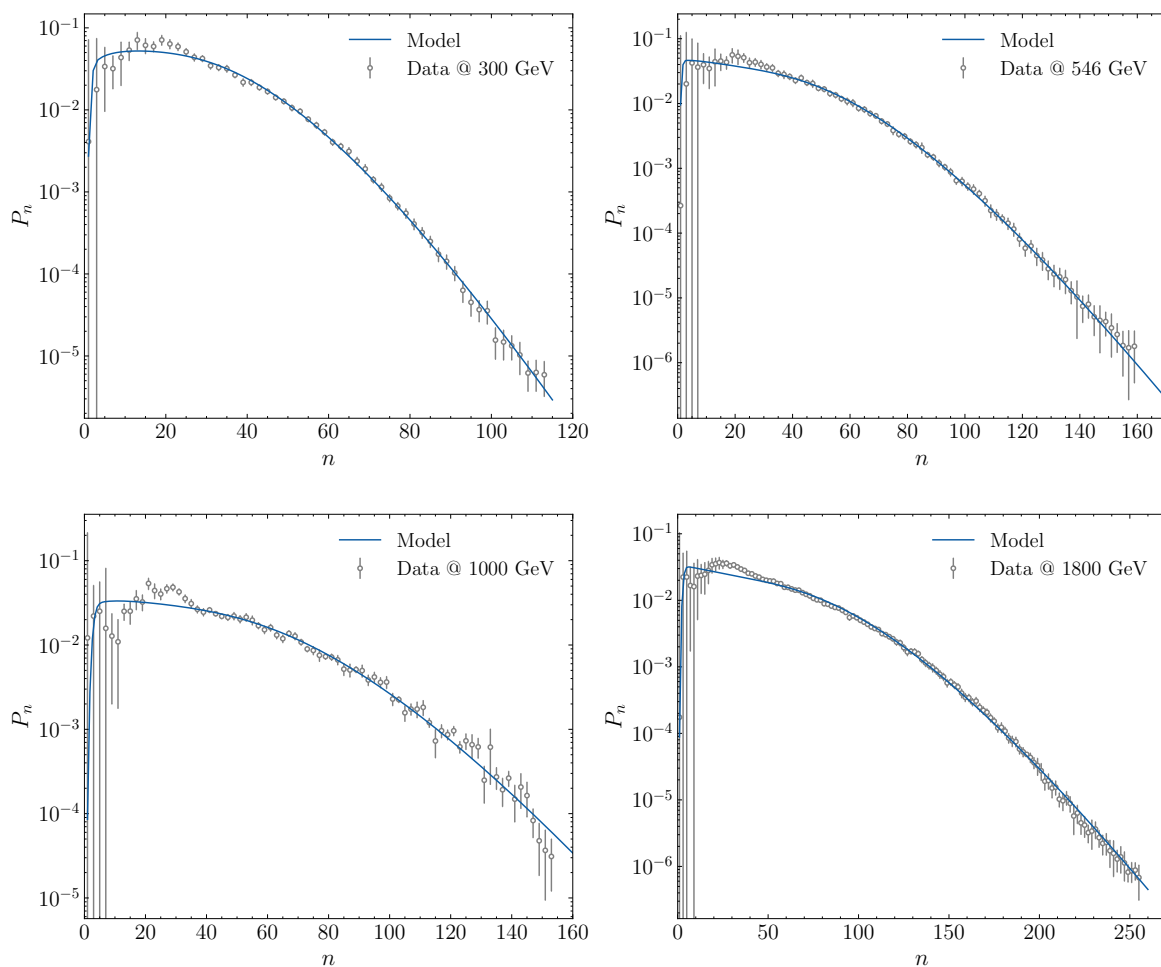 Model
Data @ 300 GeV
P_n
10^{-1}
10^{-2}
10^{-3}
10^{-4}
10^{-5}
0 20 40 60 80 100 120
n
Model
Data @ 546 GeV
P_n
10^{-1}
10^{-2}
10^{-3}
10^{-4}
10^{-5}
10^{-6}
0 20 40 60 80 100 120 140 160
n
Model
Data @ 1000 GeV
P_n
10^{-1}
10^{-2}
10^{-3}
10^{-4}
10^{-5}
0 20 40 60 80 100 120 140 160
n
Model
Data @ 1800 GeV
P_n
10^{-1}
10^{-2}
10^{-3}
10^{-4}
10^{-5}
10^{-6}
0 50 100 150 200 250
n